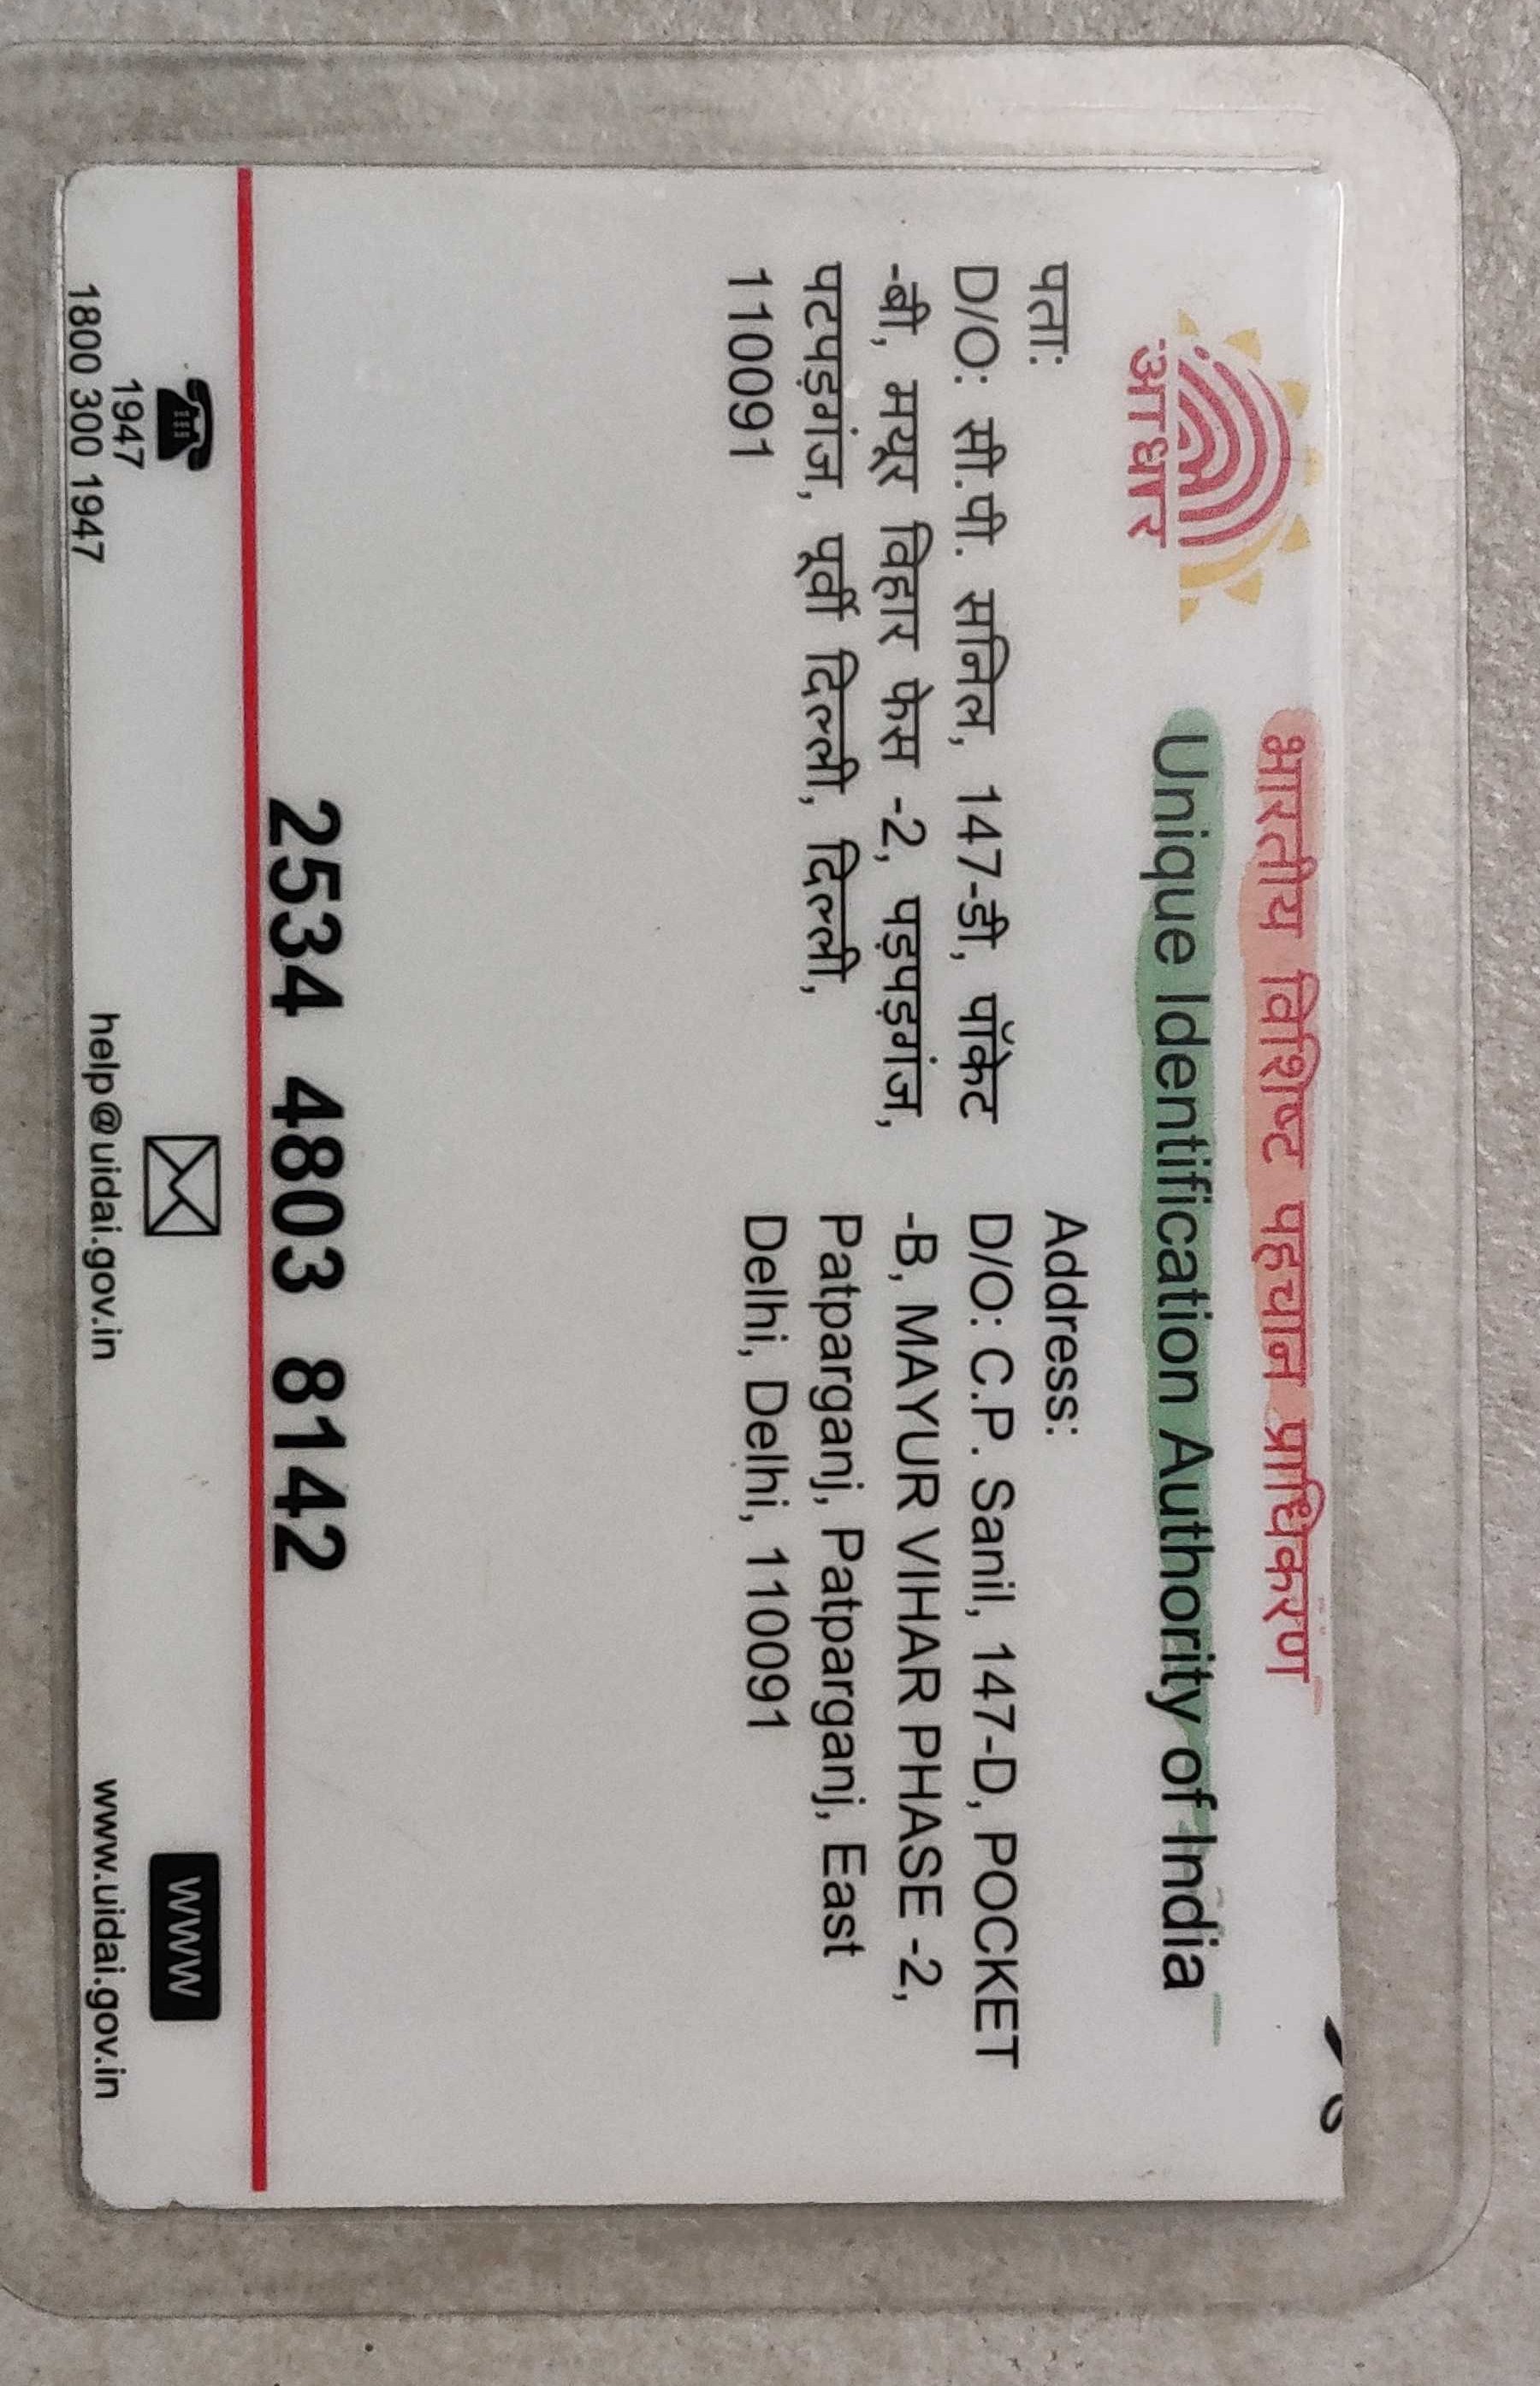 भारतीय विशिष्ट पहचान प्राधिकरण
Unique Identification Authority of India
आधार
पता:
D/O: सी.पी. सनिल, 147-डी, पॉकेट
-बी, मयूर विहार फेस -2, पड़पड़गंज,
पटपड़गंज, पूर्वी दिल्ली, दिल्ली,
110091
Address:
D/O: C.P. Sanil, 147-D, POCKET
-B, MAYUR VIHAR PHASE -2,
Patparganj, Patparganj, East
Delhi, Delhi, 110091
2534 4803 8142
1947
1800 300 1947
help@uidai.gov.in
www
www.uidai.gov.in